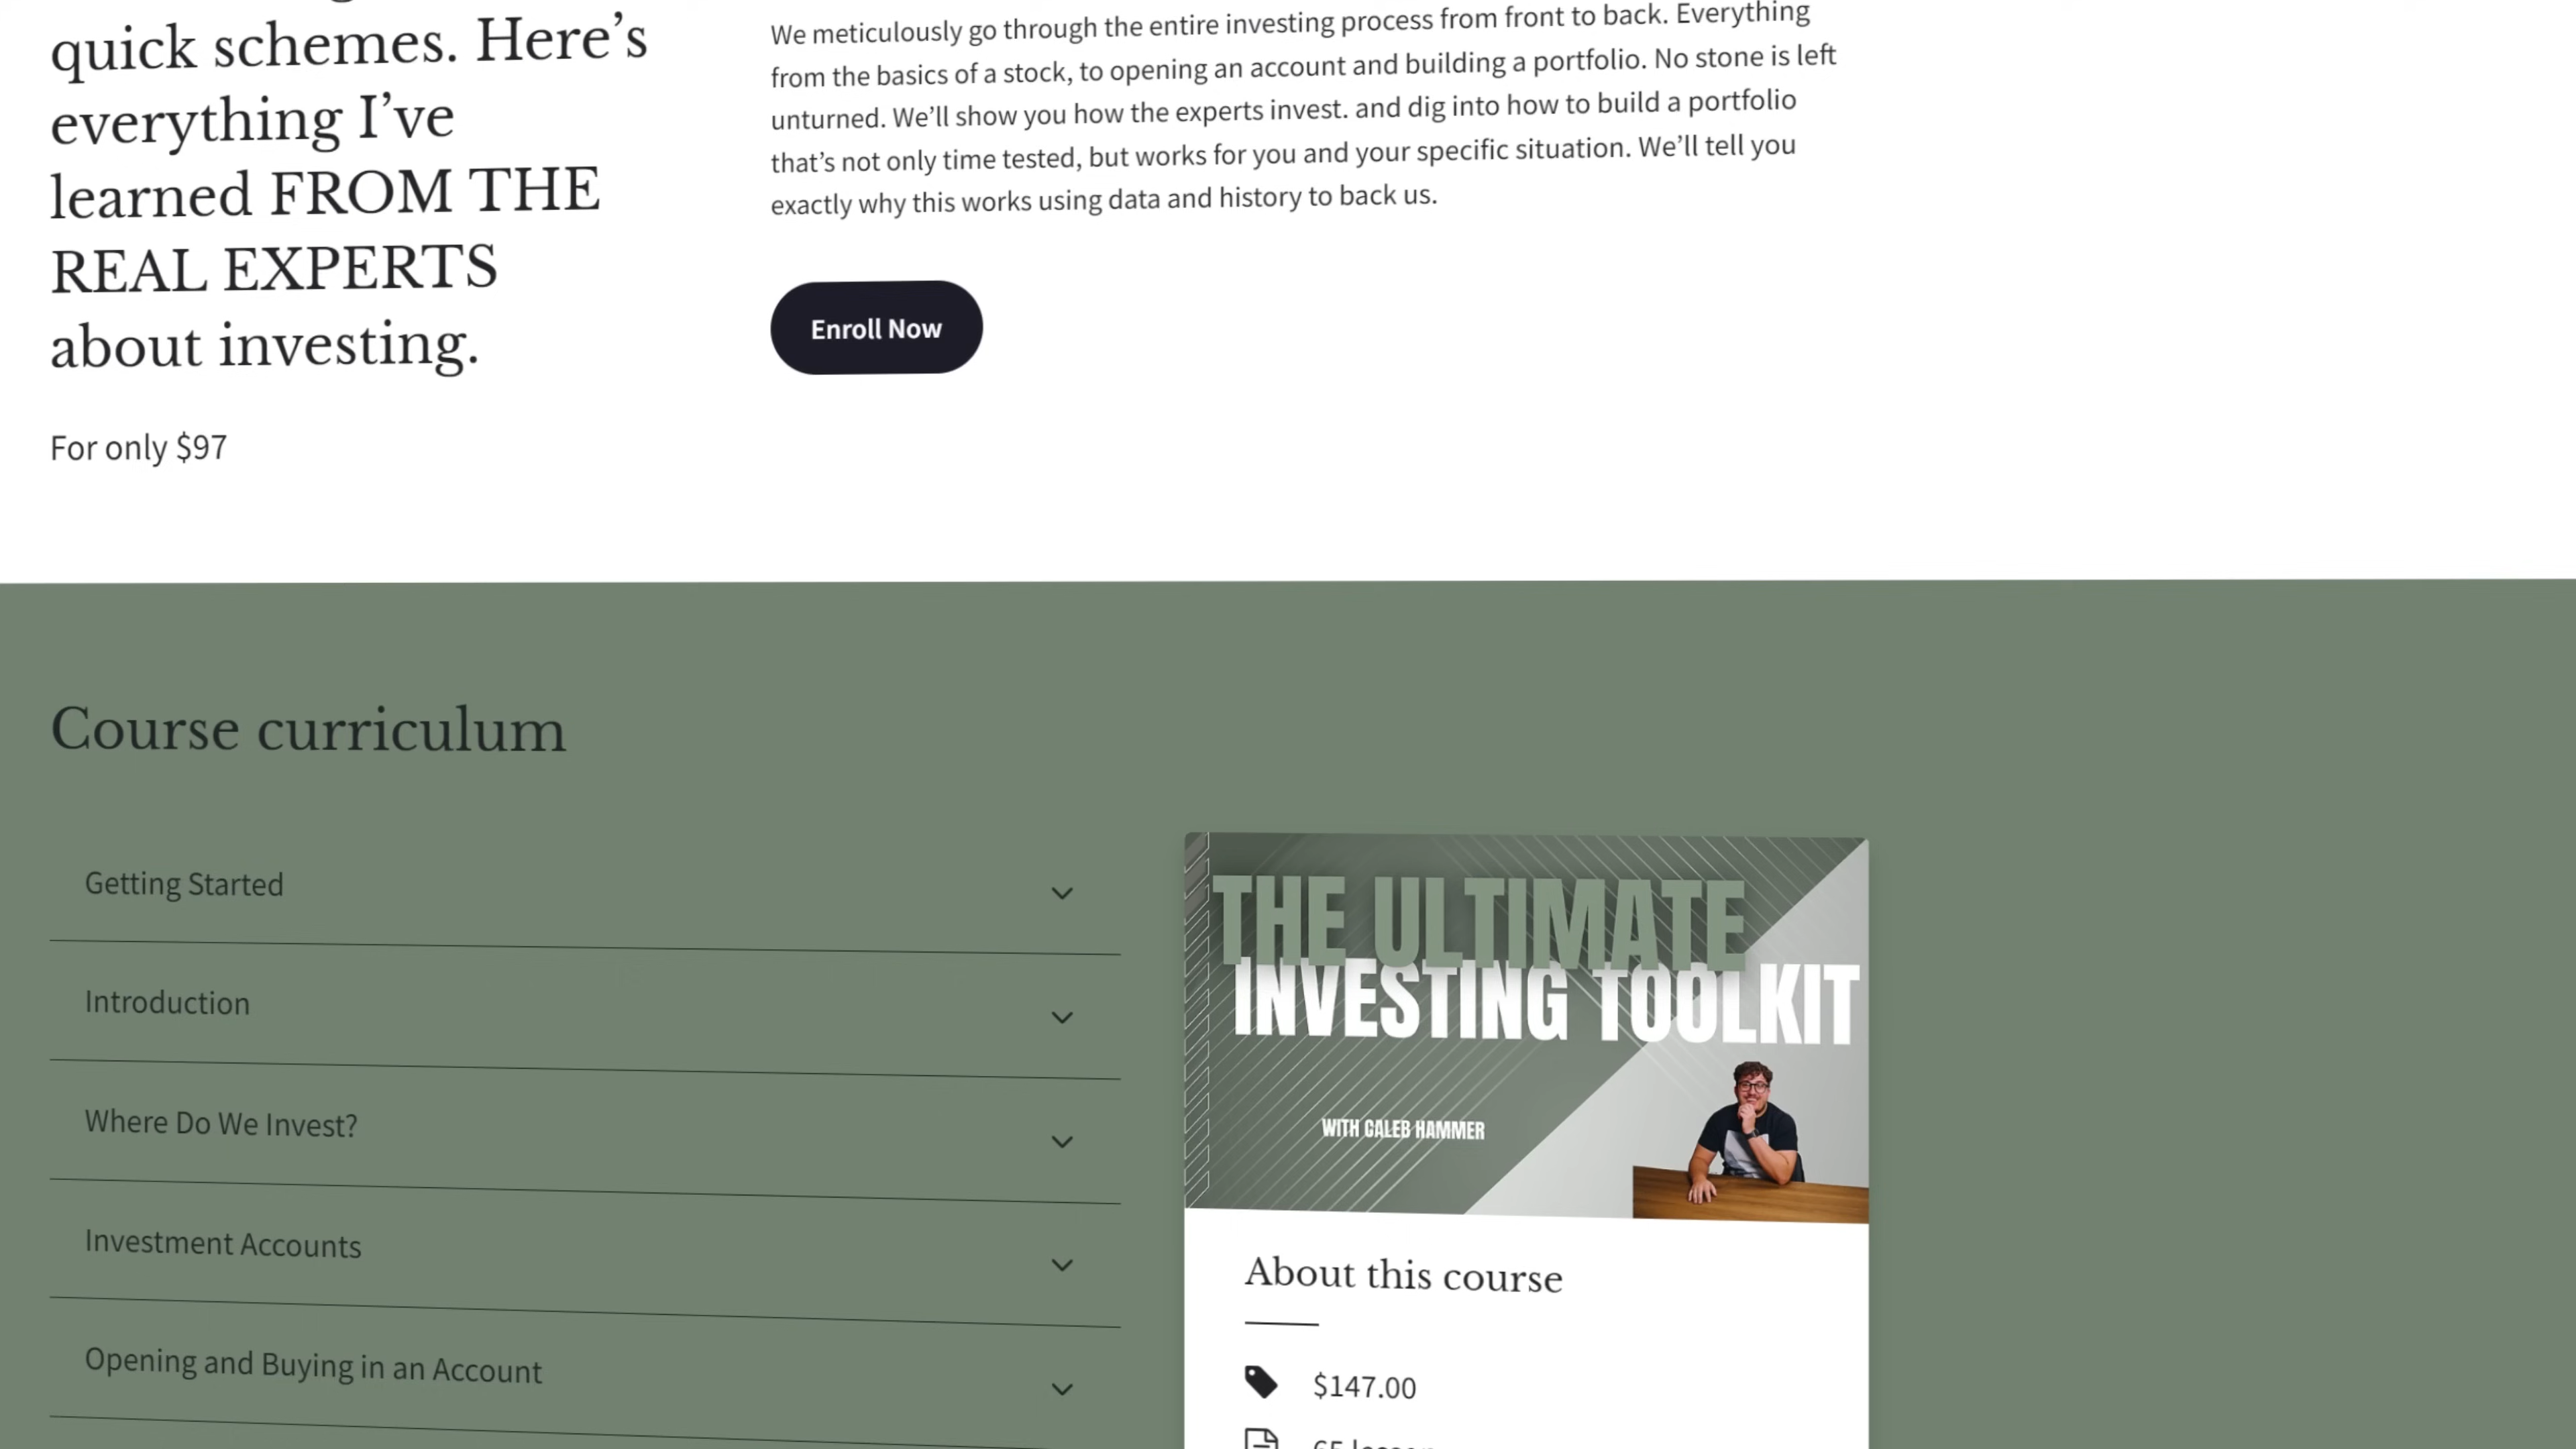 quick schemes. Here’s
everything I’ve
learned FROM THE
REAL EXPERTS
about investing.
For only $97
We meticulously go through the entire investing process from front to back. Everything
from the basics of a stock, to opening an account and building a portfolio. No stone is left
unturned. We’ll show you how the experts invest. and dig into how to build a portfolio
that’s not only time tested, but works for you and your specific situation. We’ll tell you
exactly why this works using data and history to back us.
Enroll Now
Course curriculum
Getting Started
Introduction
Where Do We Invest?
Investment Accounts
Opening and Buying in an Account
THE ULTIMATE
INVESTING TOOLKIT
WITH CALEB HAMMER
About this course
$147.00